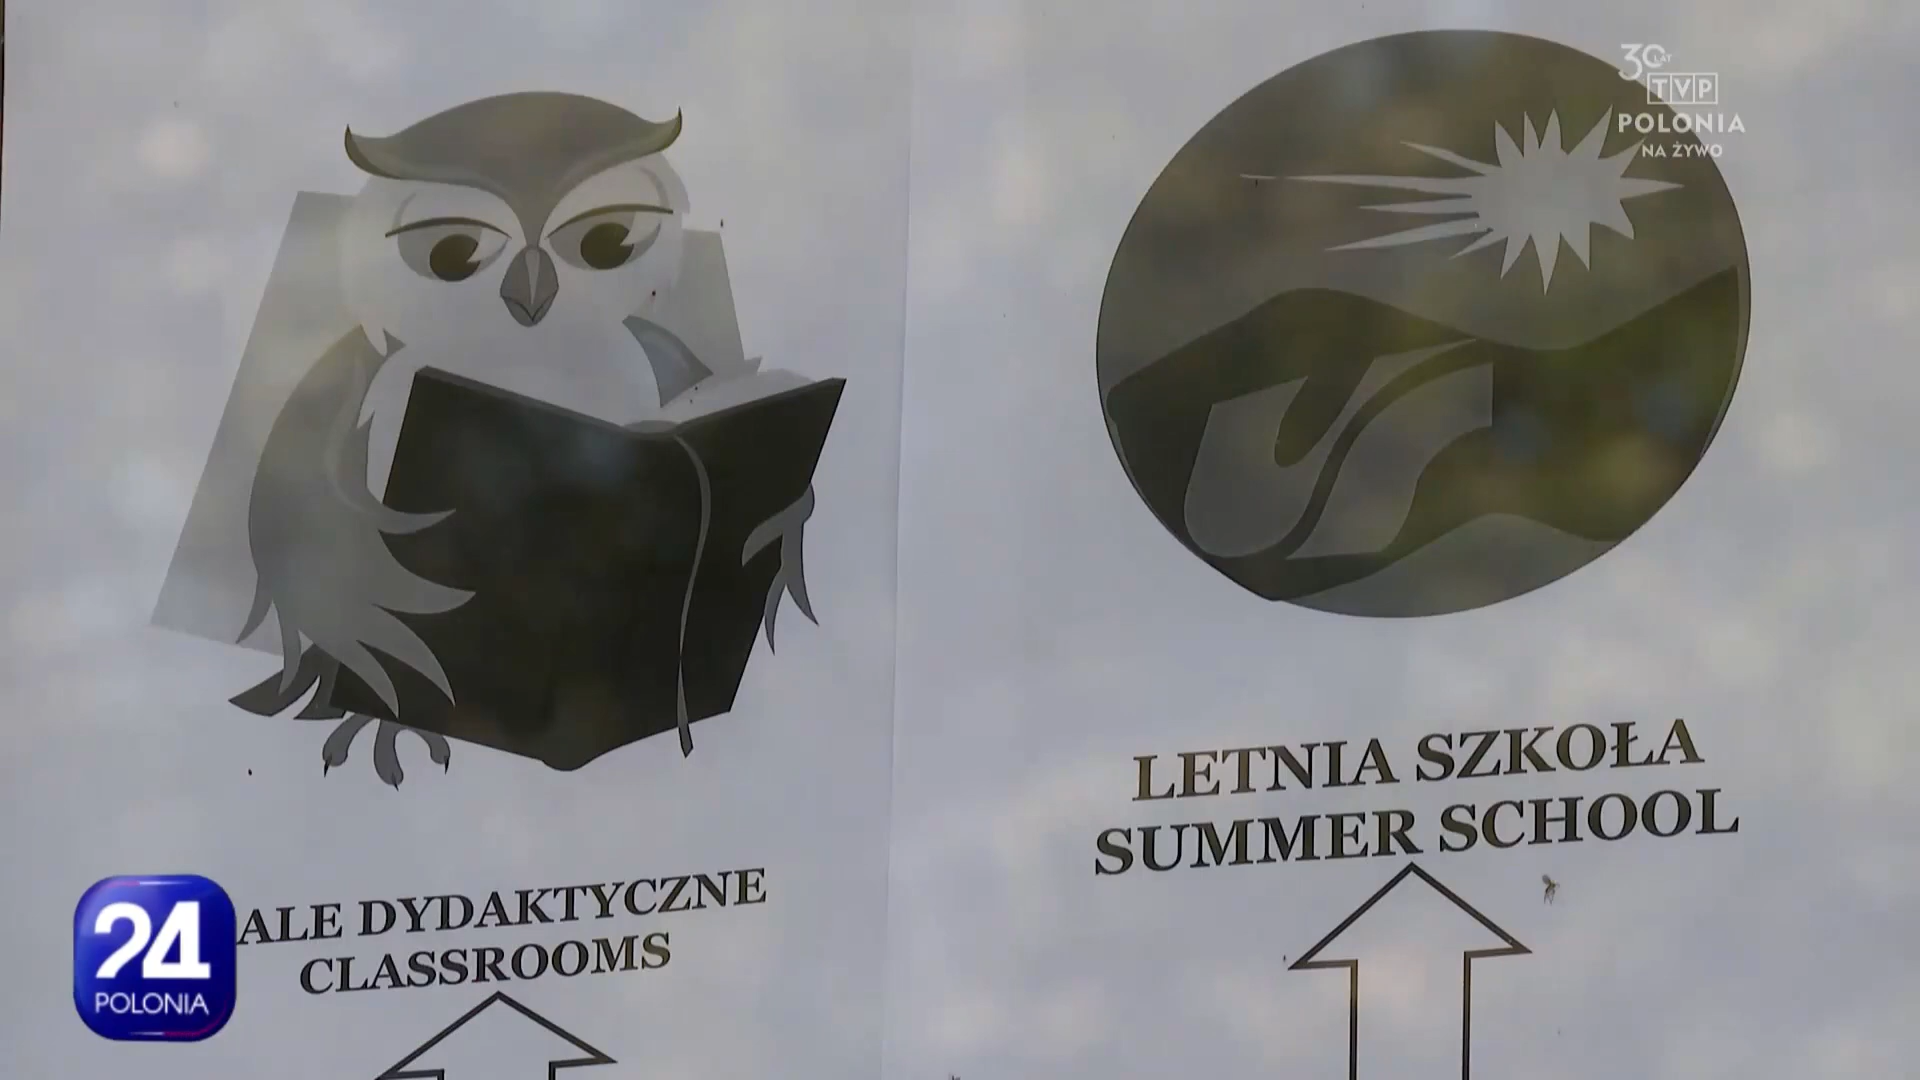 30 LAT
TVP
POLONIA
NA ŻYWO
LETNIA SZKOŁA
SUMMER SCHOOL
ALE DYDAKTYCZNE
CLASSROOMS
24
POLONIA